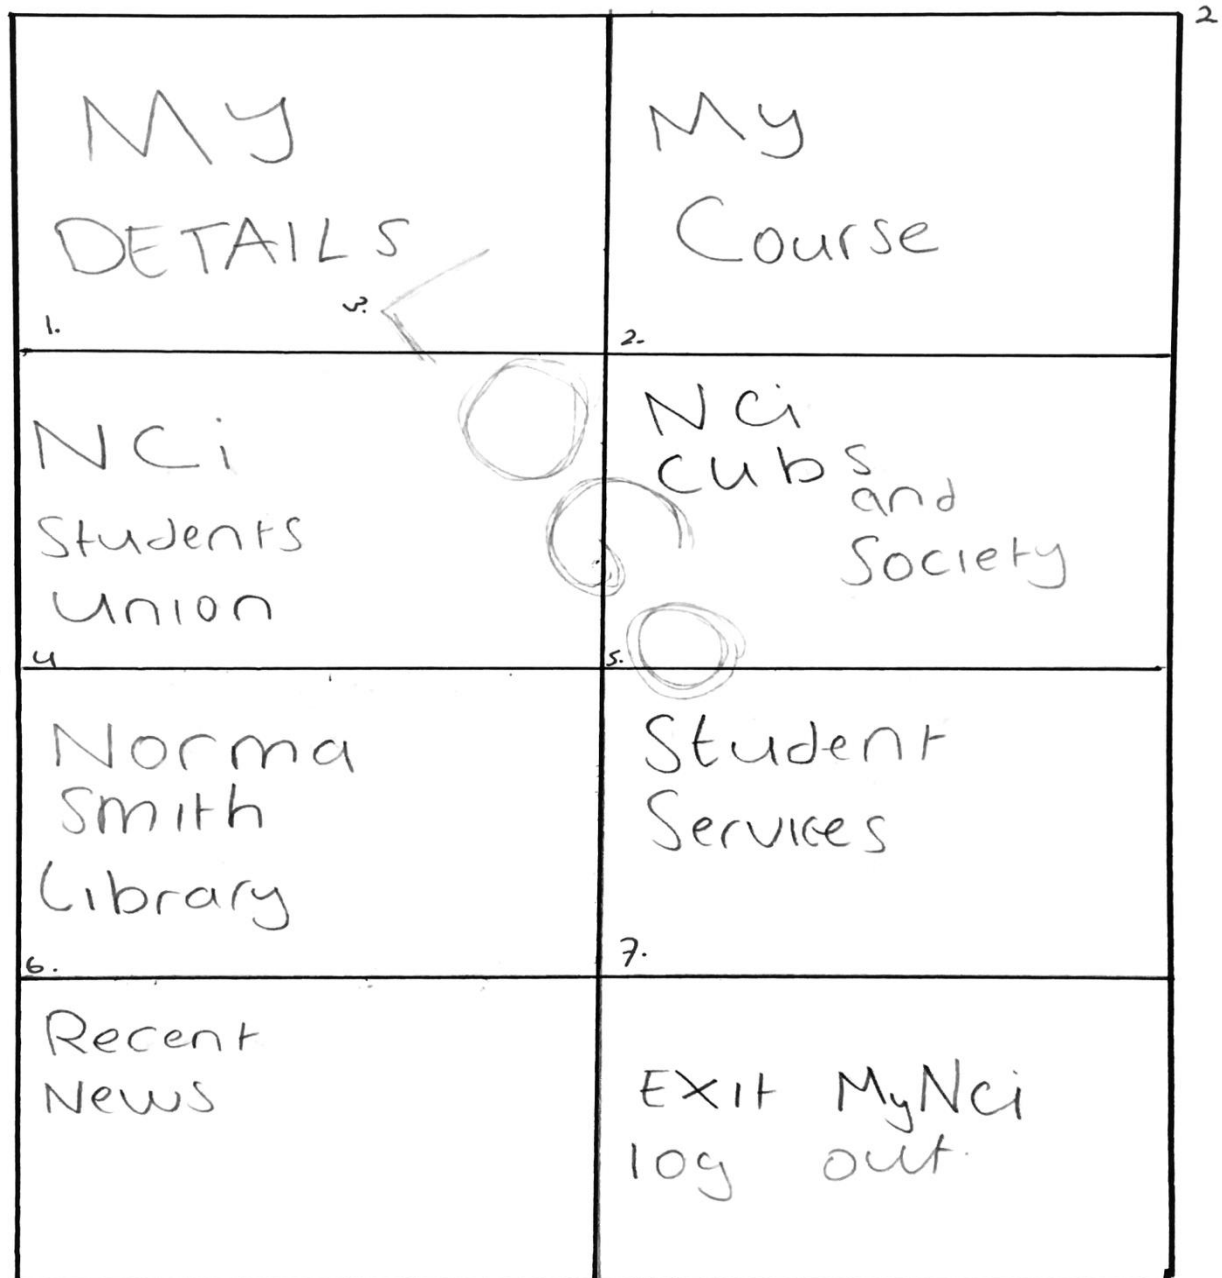 2
My
DETAILS
1.
3.
My
Course
2.
NCi
Students
Union
4
NCi
Cubs
and
Society
5.
Norma
Smith
Library
6.
Student
Services
7.
Recent
News
EXIt MyNci
log out.